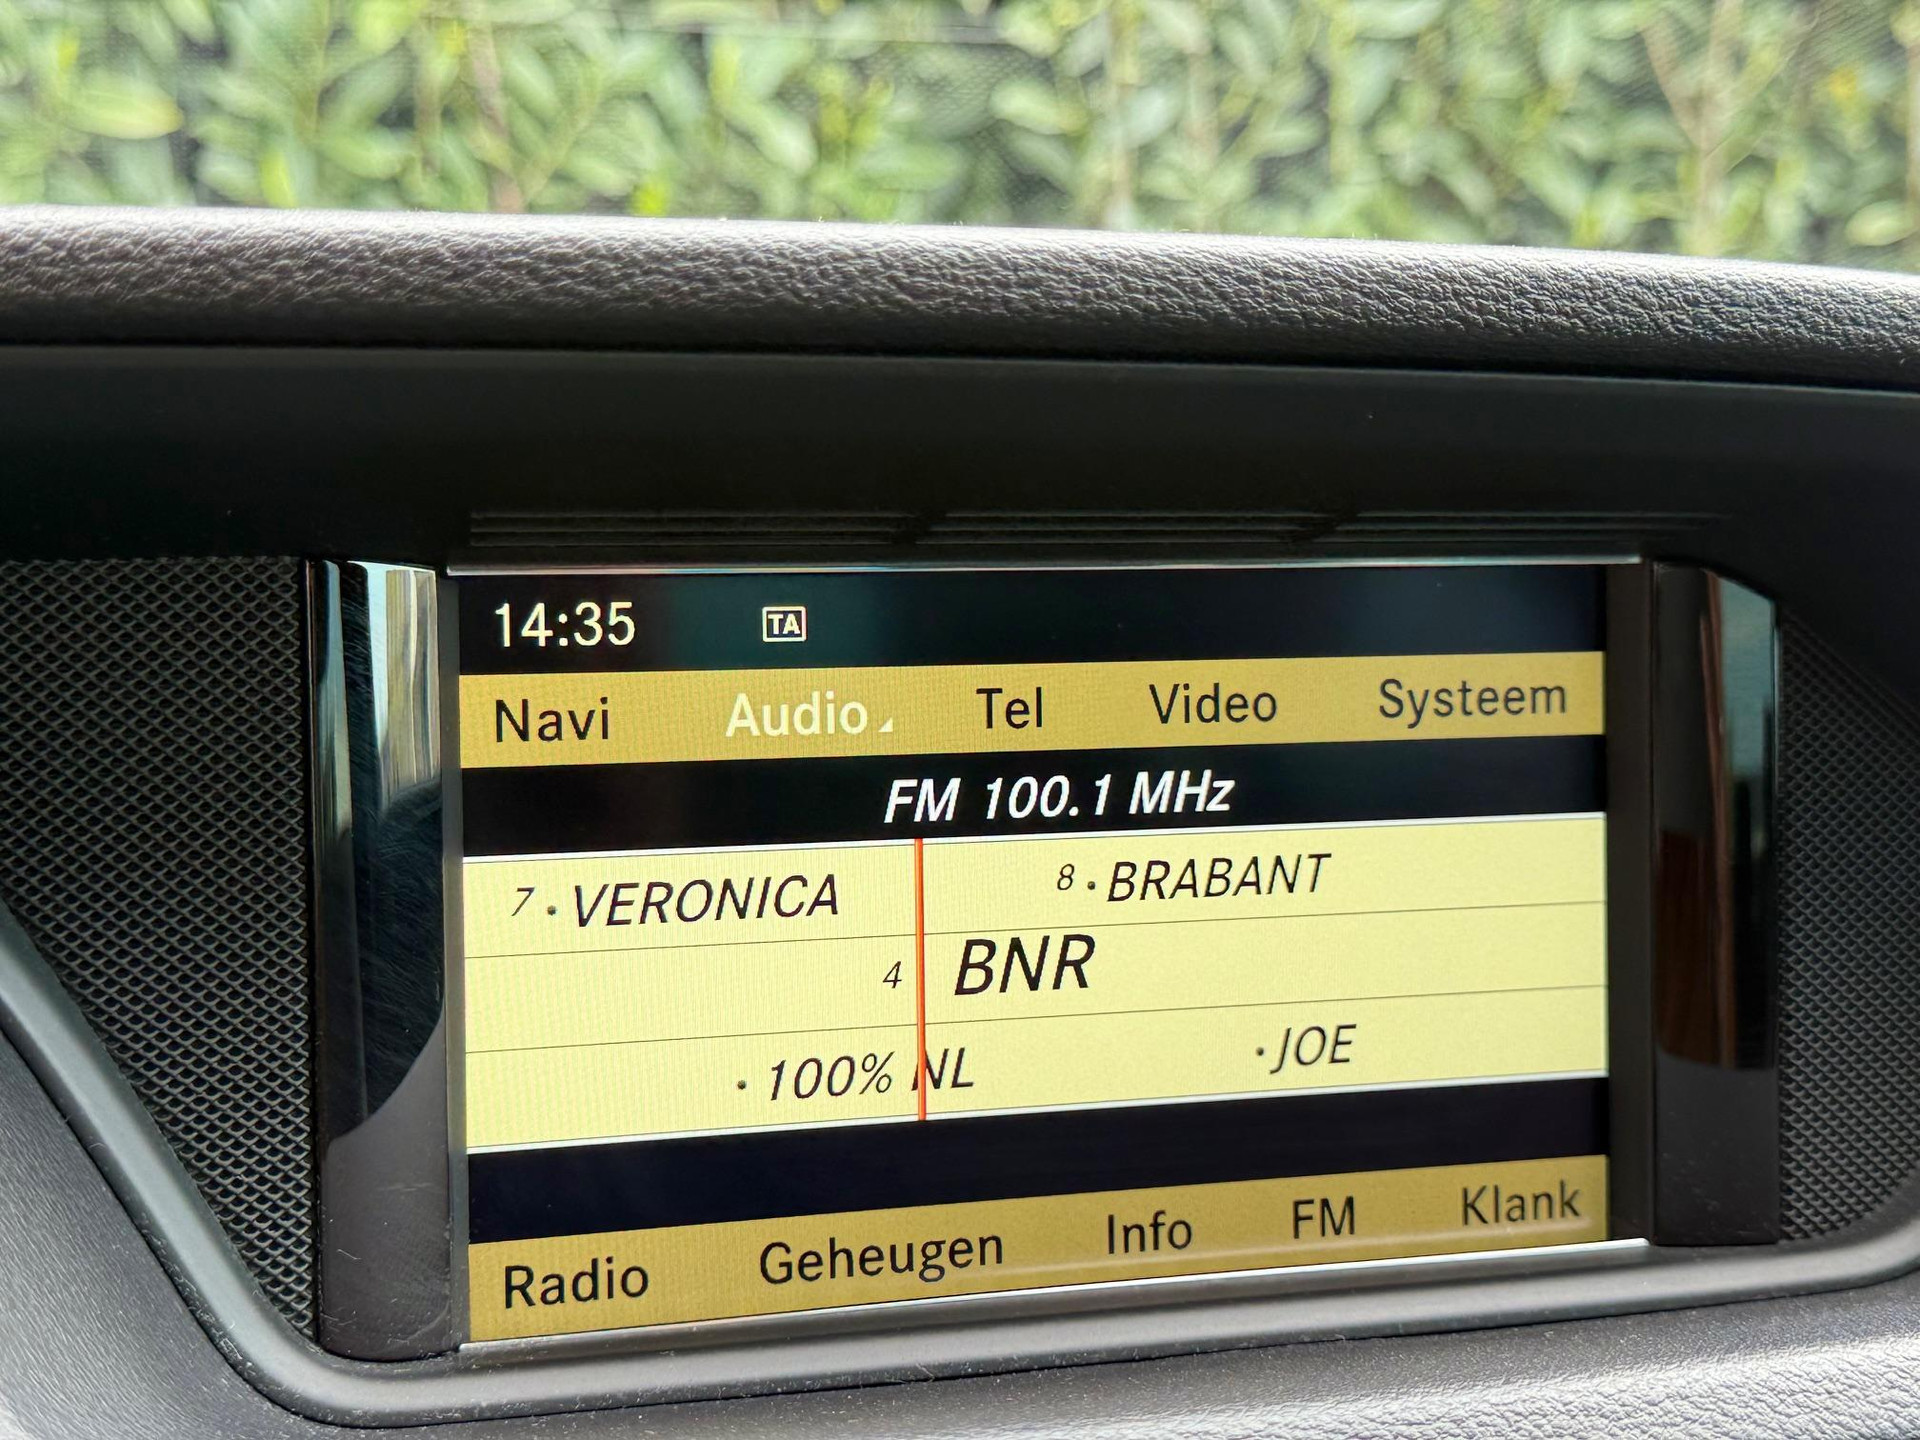 14:35 TA
Navi Audio Tel Video Systeem
FM 100.1 MHz
7 · VERONICA 8 · BRABANT
4 BNR
· 100% NL · JOE
Radio Geheugen Info FM Klank